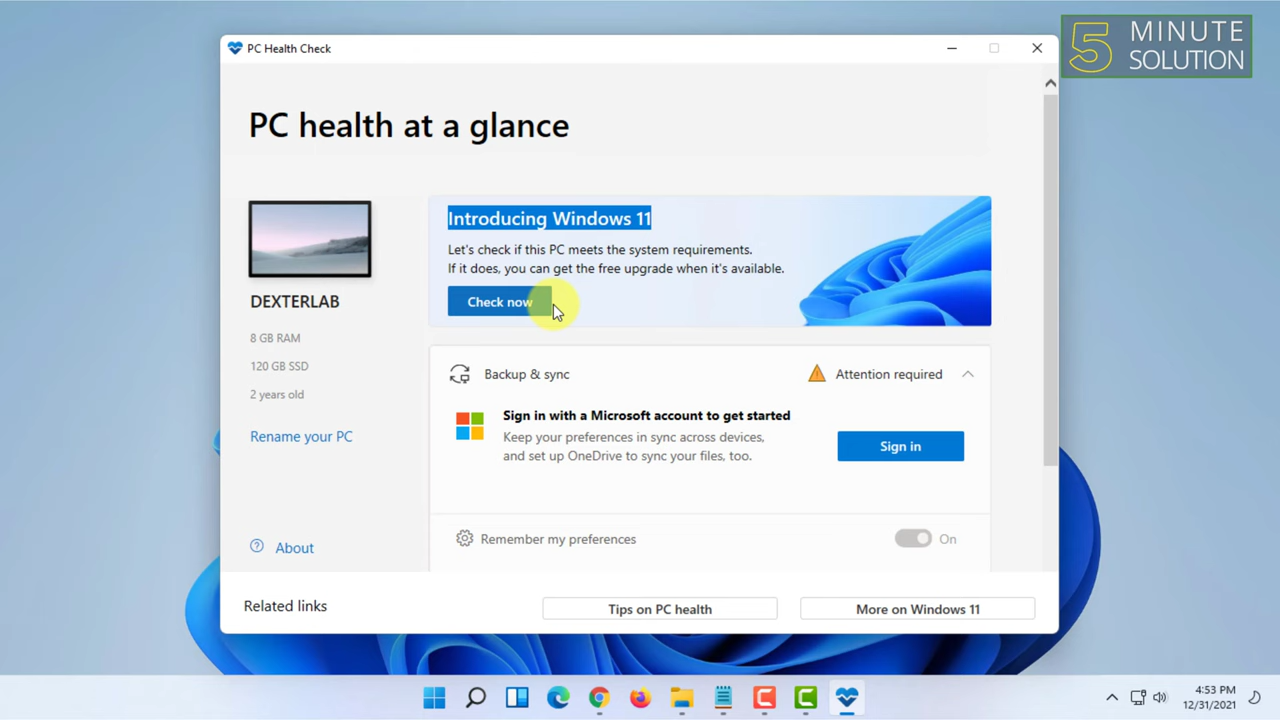 5 MINUTE
SOLUTION
PC Health Check
PC health at a glance
DEXTERLAB
8 GB RAM
120 GB SSD
2 years old
Rename your PC
About
Introducing Windows 11
Let's check if this PC meets the system requirements.
If it does, you can get the free upgrade when it's available.
Check now
Backup & sync
Attention required
Sign in with a Microsoft account to get started
Keep your preferences in sync across devices,
and set up OneDrive to sync your files, too.
Sign in
Remember my preferences
On
Related links
Tips on PC health
More on Windows 11
4:53 PM
12/31/2021